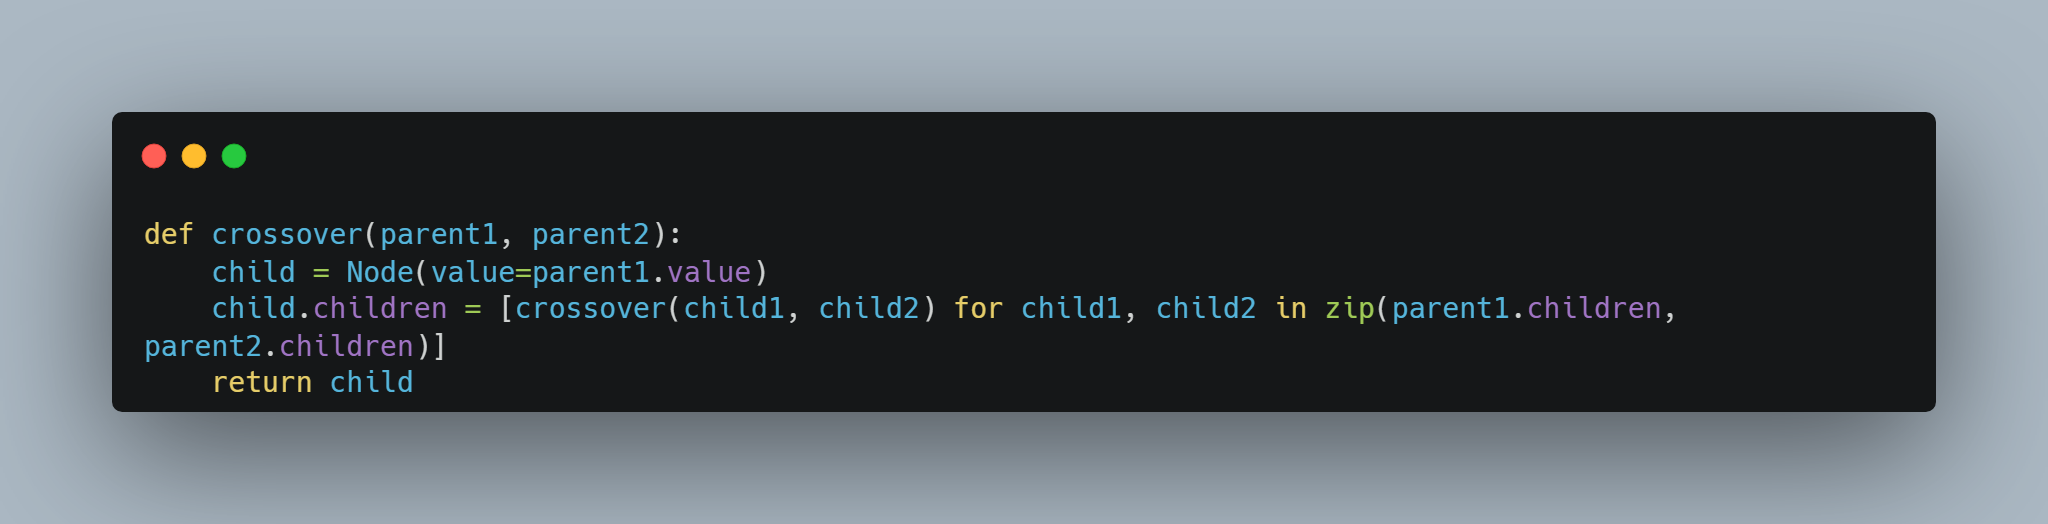 def crossover(parent1, parent2):
    child = Node(value=parent1.value)
    child.children = [crossover(child1, child2) for child1, child2 in zip(parent1.children,
parent2.children)]
    return child